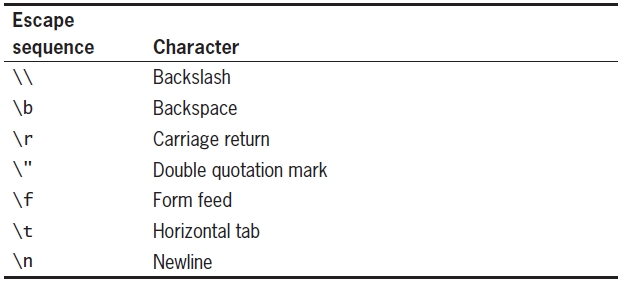 Escape
sequence Character
\\ Backslash
\b Backspace
\r Carriage return
\" Double quotation mark
\f Form feed
\t Horizontal tab
\n Newline